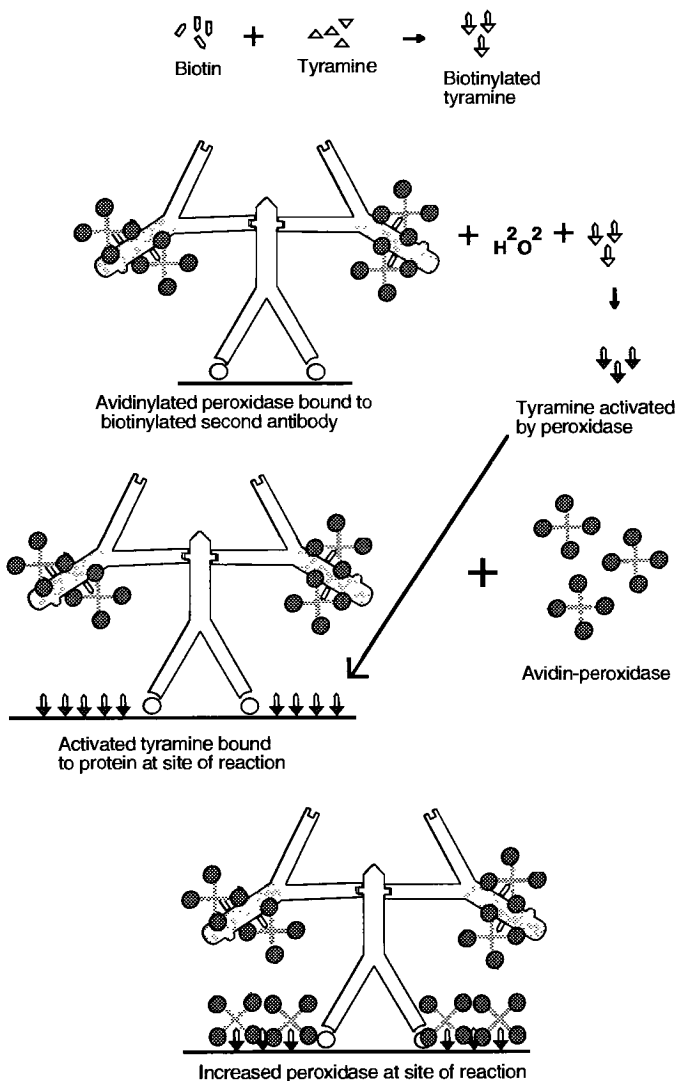 Biotin + Tyramine → Biotinylated
tyramine
+ H²O² +
Avidinylated peroxidase bound to
biotinylated second antibody
Tyramine activated
by peroxidase
+
Avidin-peroxidase
Activated tyramine bound
to protein at site of reaction
Increased peroxidase at site of reaction